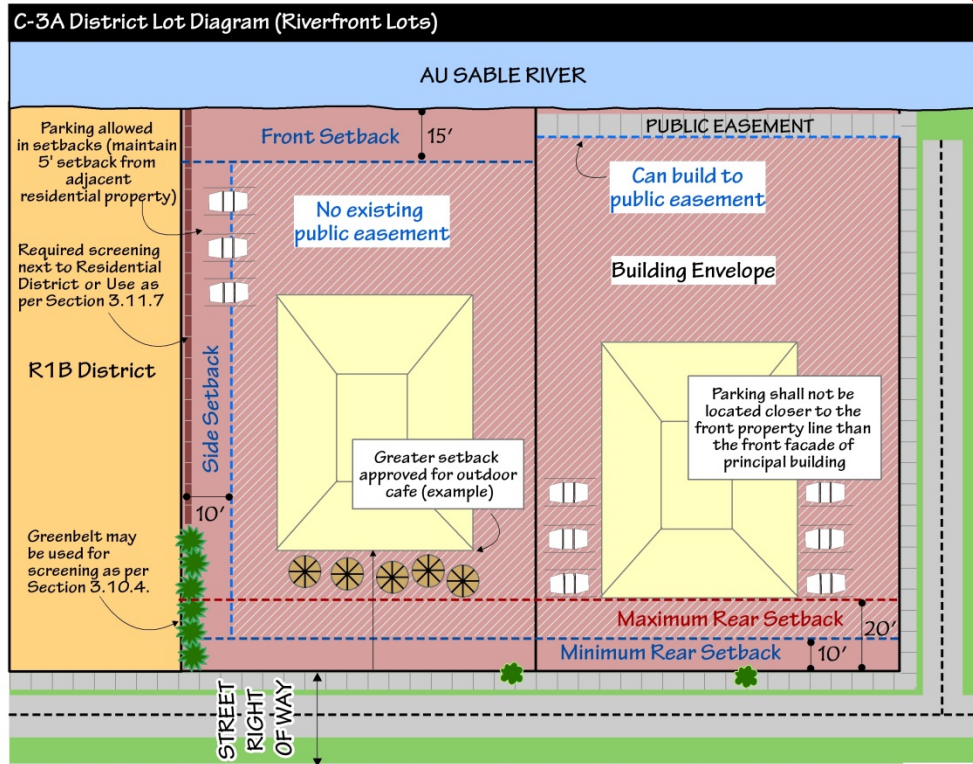 C-3A District Lot Diagram (Riverfront Lots)
AU SABLE RIVER
Parking allowed
in setbacks (maintain
5' setback from
adjacent
residential property)
Front Setback
15'
PUBLIC EASEMENT
No existing
public easement
Can build to
public easement
Required screening
next to Residential
District or Use as
per Section 3.11.7
Building Envelope
R1B District
Side Setback
Parking shall not be
located closer to the
front property line than
the front facade of
principal building
Greater setback
approved for outdoor
cafe (example)
10'
Greenbelt may
be used for
screening as per
Section 3.10.4.
Maximum Rear Setback
20'
Minimum Rear Setback
10'
STREET
RIGHT
OF WAY